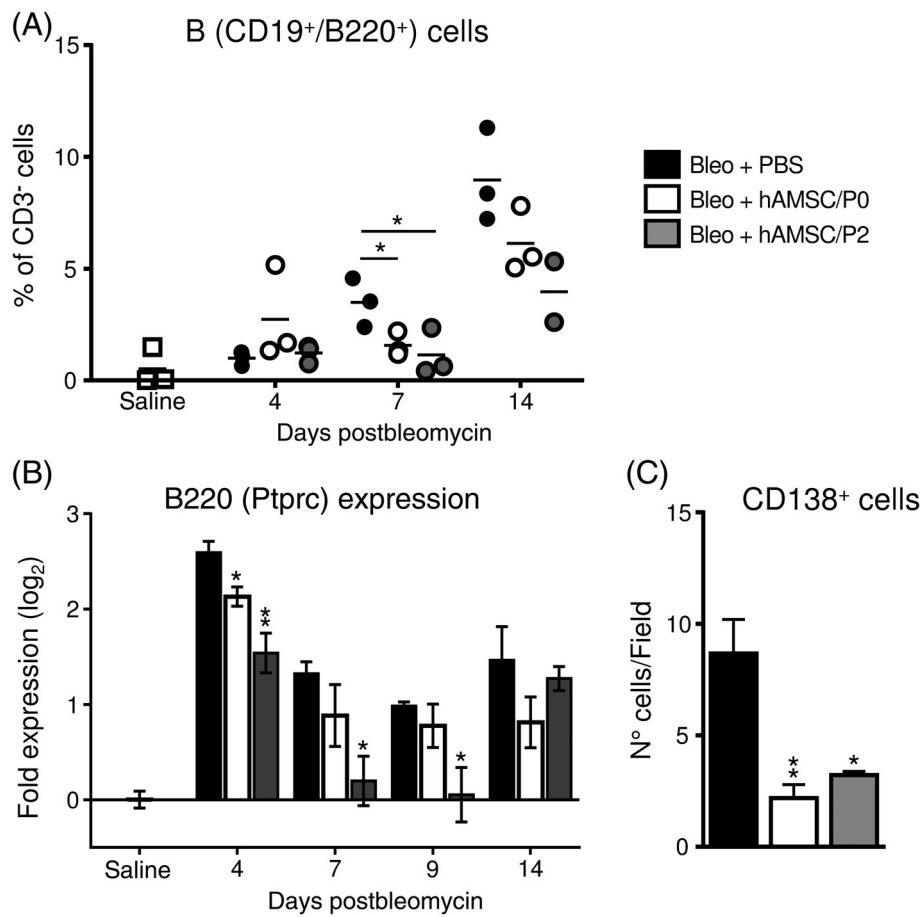 (A)
B (CD19⁺/B220⁺) cells
% of CD3⁻ cells
15
10
5
0
*
*
Saline 4 7 14
Days postbleomycin
Bleo + PBS
Bleo + hAMSC/P0
Bleo + hAMSC/P2
(B)
B220 (Ptprc) expression
Fold expression (log₂)
3
2
1
0
*
**
*
*
Saline 4 7 9 14
Days postbleomycin
(C)
CD138⁺ cells
N° cells/Field
15
10
5
0
**
*